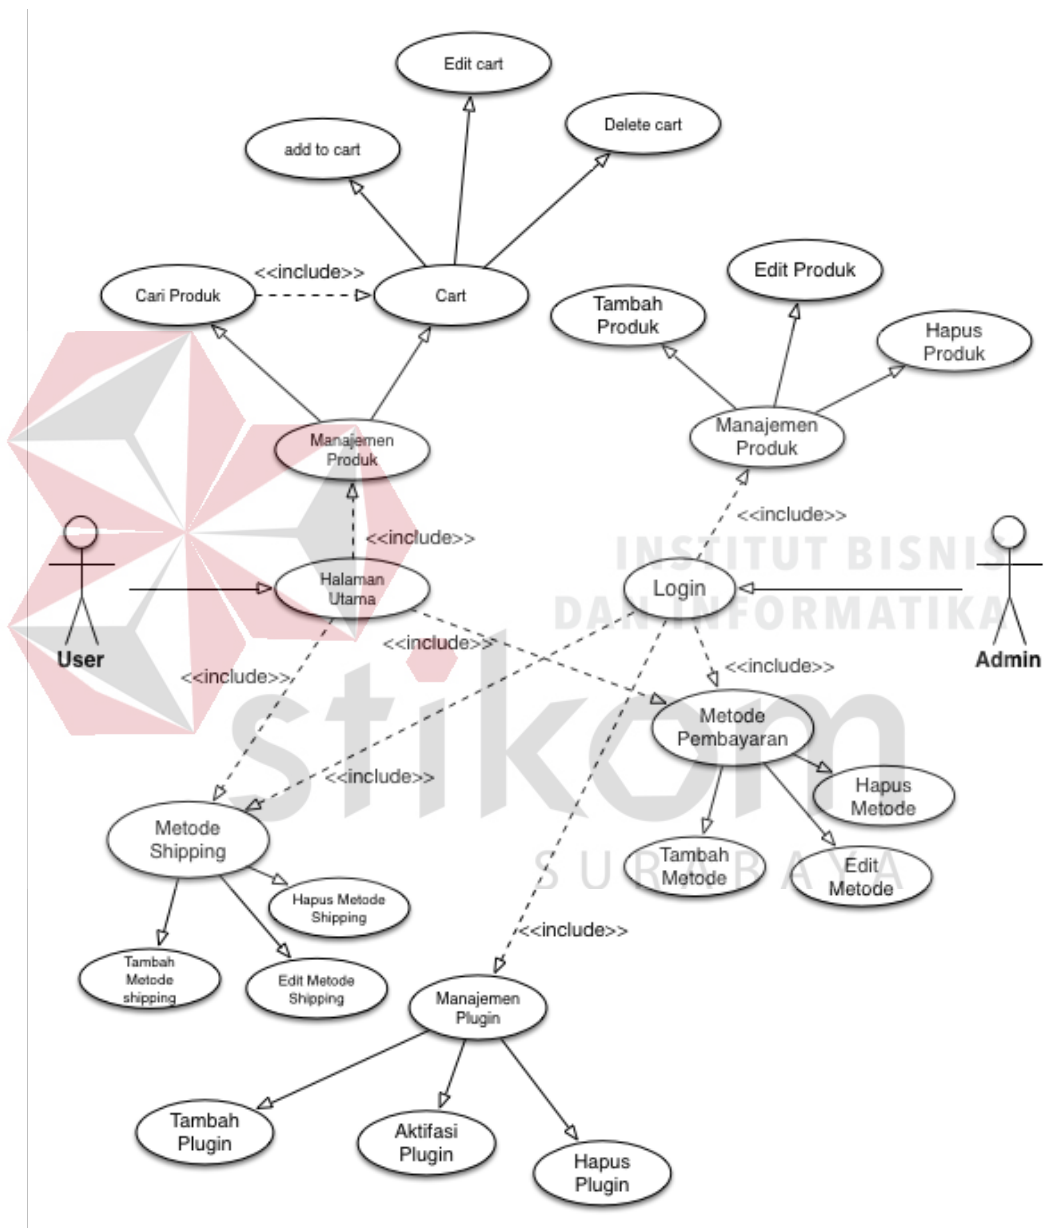 Edit cart
Delete cart
add to cart
<<include>>
Cari Produk
Cart
Edit Produk
Tambah
Produk
Hapus
Produk
Manajemen
Produk
Manajemen
Produk
<<include>>
<<include>>
INSTITUT BISNIS
DAN INFORMATIKA
Halaman
Utama
Login
User
Admin
<<include>>
<<include>>
<<include>>
stikom
SURABAYA
Metode
Pembayaran
<<include>>
Hapus
Metode
Metode
Shipping
Tambah
Metode
Edit
Metode
Hapus Metode
Shipping
<<include>>
Tambah
Metode
shipping
Edit Metode
Shipping
Manajemen
Plugin
Tambah
Plugin
Aktifasi
Plugin
Hapus
Plugin